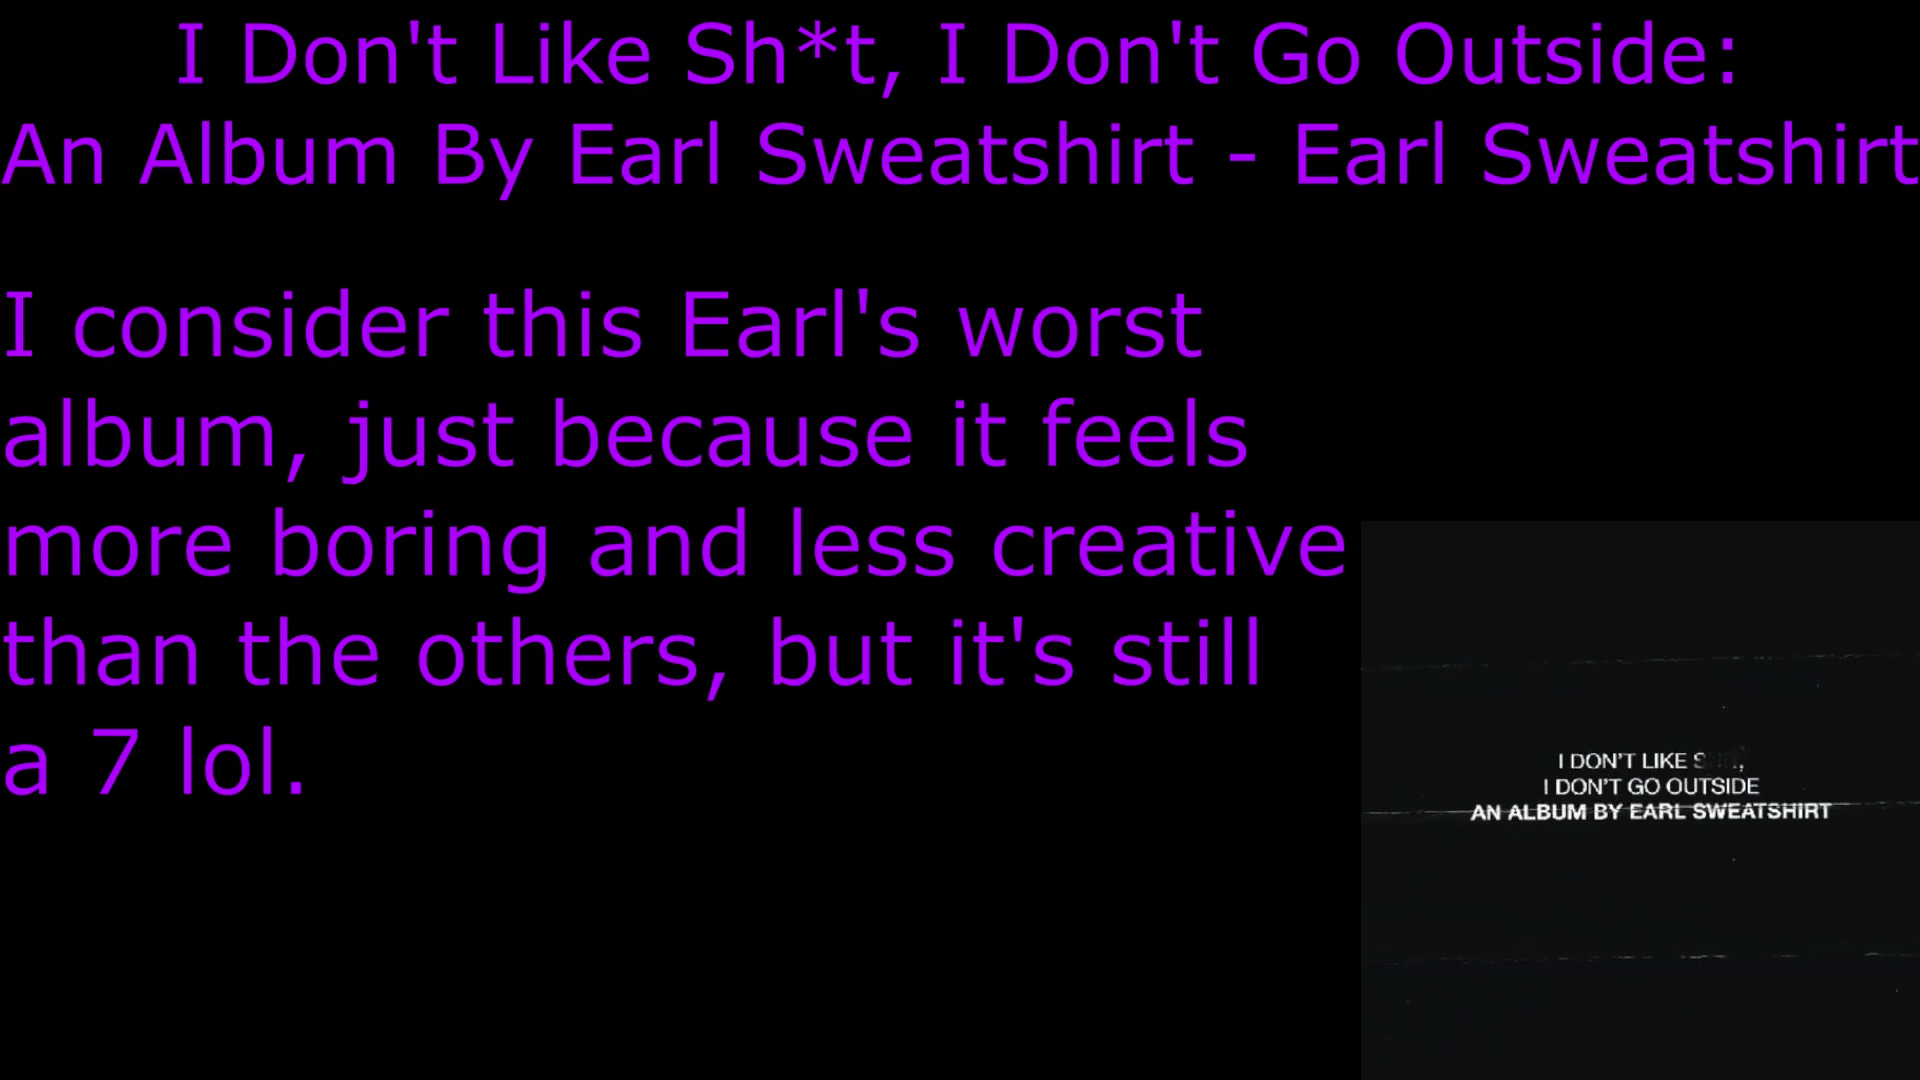 I Don't Like Sh*t, I Don't Go Outside:
An Album By Earl Sweatshirt - Earl Sweatshirt
I consider this Earl's worst
album, just because it feels
more boring and less creative
than the others, but it's still
a 7 lol.
I DON'T LIKE S
I DON'T GO OUTSIDE
AN ALBUM BY EARL SWEATSHIRT